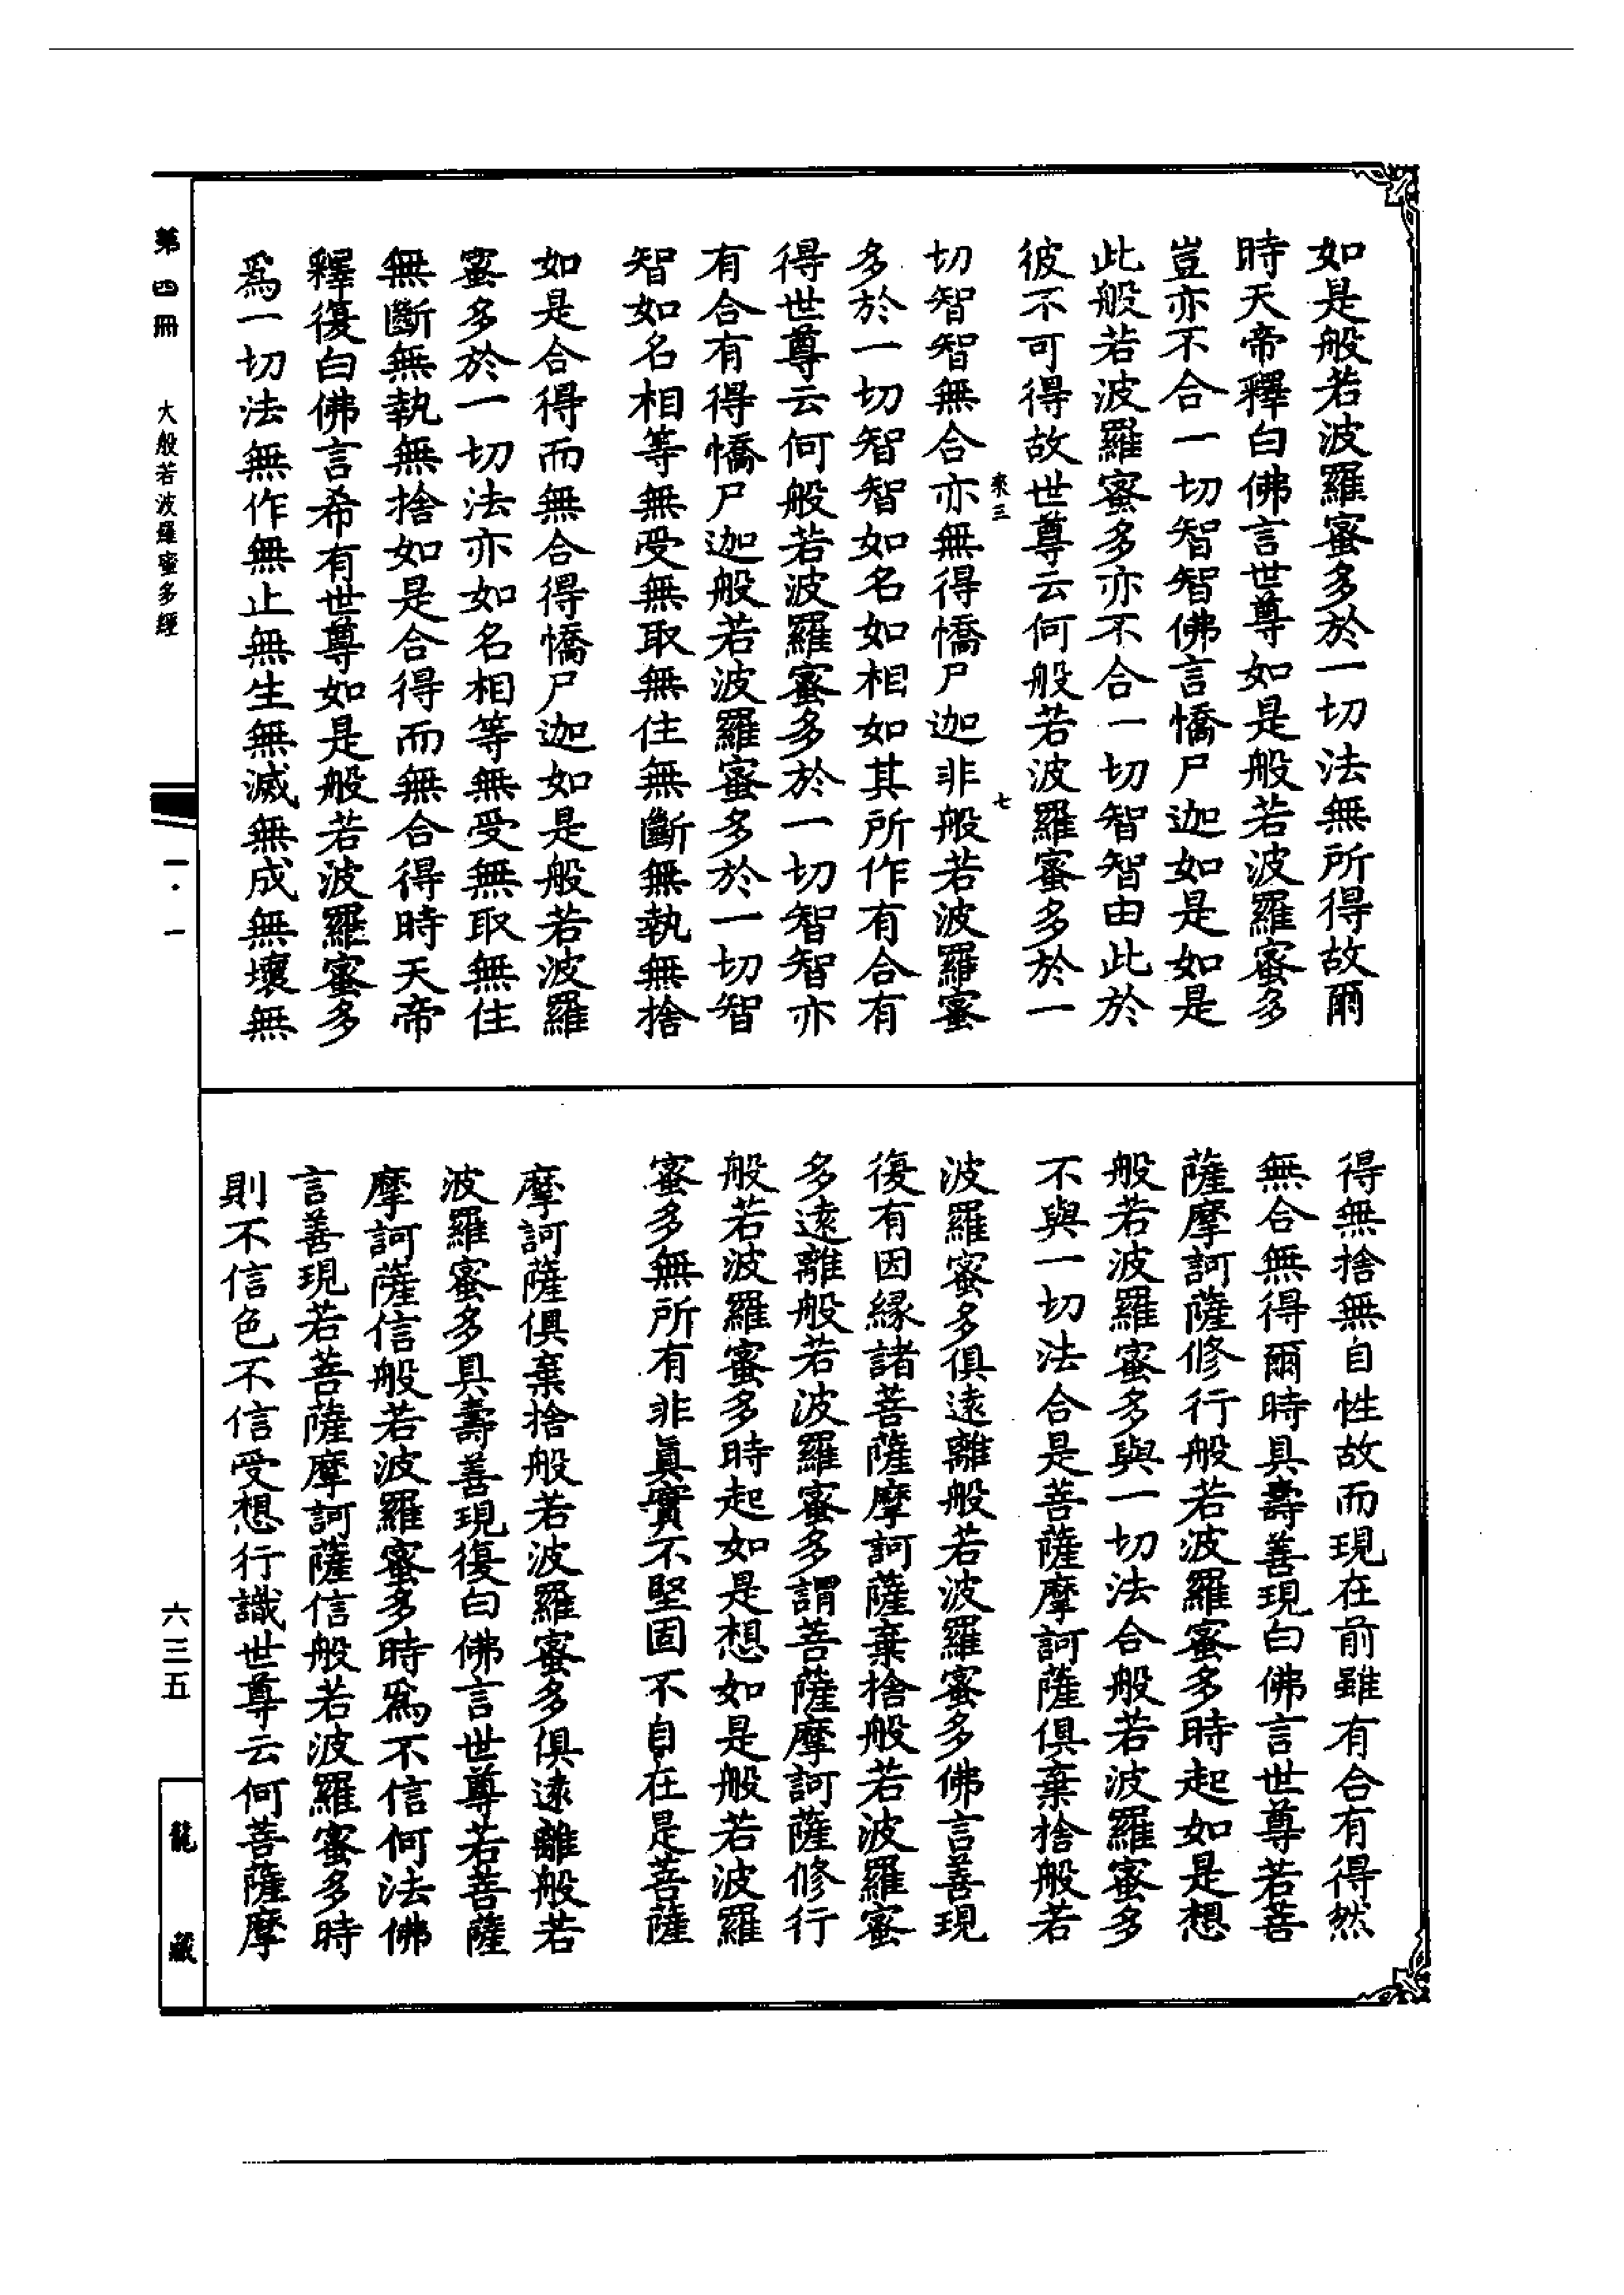 如是般若波羅蜜多於一切法無所得故爾
時天帝釋白佛言世尊如是般若波羅蜜多
豈亦不合一切智智佛言憍尸迦如是如是
此般若波羅蜜多亦不合一切智智由此於
彼不可得故世尊云何般若波羅蜜多於一
柰三 七
切智智無合亦無得憍尸迦非般若波羅蜜
多於一切智智如名如相如其所作有合有
得世尊云何般若波羅蜜多於一切智智亦
有合有得憍尸迦般若波羅蜜多於一切智
智如名相等無受無取無住無斷無執無捨
如是合得而無合得憍尸迦如是般若波羅
蜜多於一切法亦如名相等無受無取無住
無斷無執無捨如是合得而無合得時天帝
釋復白佛言希有世尊如是般若波羅蜜多
爲一切法無作無止無生無滅無成無壞無
得無捨無自性故而現在前雖有合有得然
無合無得爾時具壽善現白佛言世尊若菩
薩摩訶薩修行般若波羅蜜多時起如是想
般若波羅蜜多與一切法合般若波羅蜜多
不與一切法合是菩薩摩訶薩俱棄捨般若
波羅蜜多俱遠離般若波羅蜜多佛言善現
復有因緣諸菩薩摩訶薩棄捨般若波羅蜜
多遠離般若波羅蜜多謂菩薩摩訶薩修行
般若波羅蜜多時起如是想如是般若波羅
蜜多無所有非眞實不堅固不自在是菩薩
摩訶薩俱棄捨般若波羅蜜多俱遠離般若
波羅蜜多具壽善現復白佛言世尊若菩薩
摩訶薩信般若波羅蜜多時爲不信何法佛
言善現若菩薩摩訶薩信般若波羅蜜多時
則不信色不信受想行識世尊云何菩薩摩
第四冊 大般若波羅蜜多經 一·一
六三五
龍藏